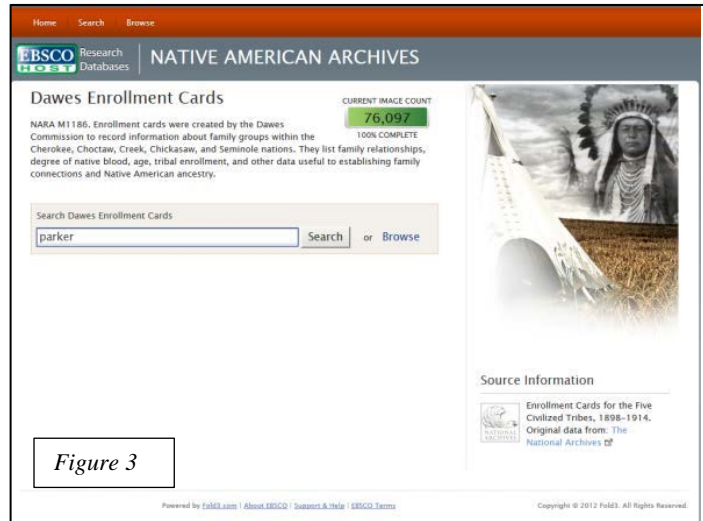 Home Search Browse
EBSCO HOST Research Databases NATIVE AMERICAN ARCHIVES
Dawes Enrollment Cards
CURRENT IMAGE COUNT
76,097
100% COMPLETE
NARA M1186. Enrollment cards were created by the Dawes
Commission to record information about family groups within the
Cherokee, Choctaw, Creek, Chickasaw, and Seminole nations. They list family relationships,
degree of native blood, age, tribal enrollment, and other data useful to establishing family
connections and Native American ancestry.
Search Dawes Enrollment Cards
parker Search or Browse
Source Information
NATIONAL
ARCHIVES
Enrollment Cards for the Five
Civilized Tribes, 1898-1914.
Original data from: The
National Archives
Figure 3
Powered by Fold3.com | About EBSCO | Support & Help | EBSCO Terms
Copyright © 2012 Fold3. All Rights Reserved.